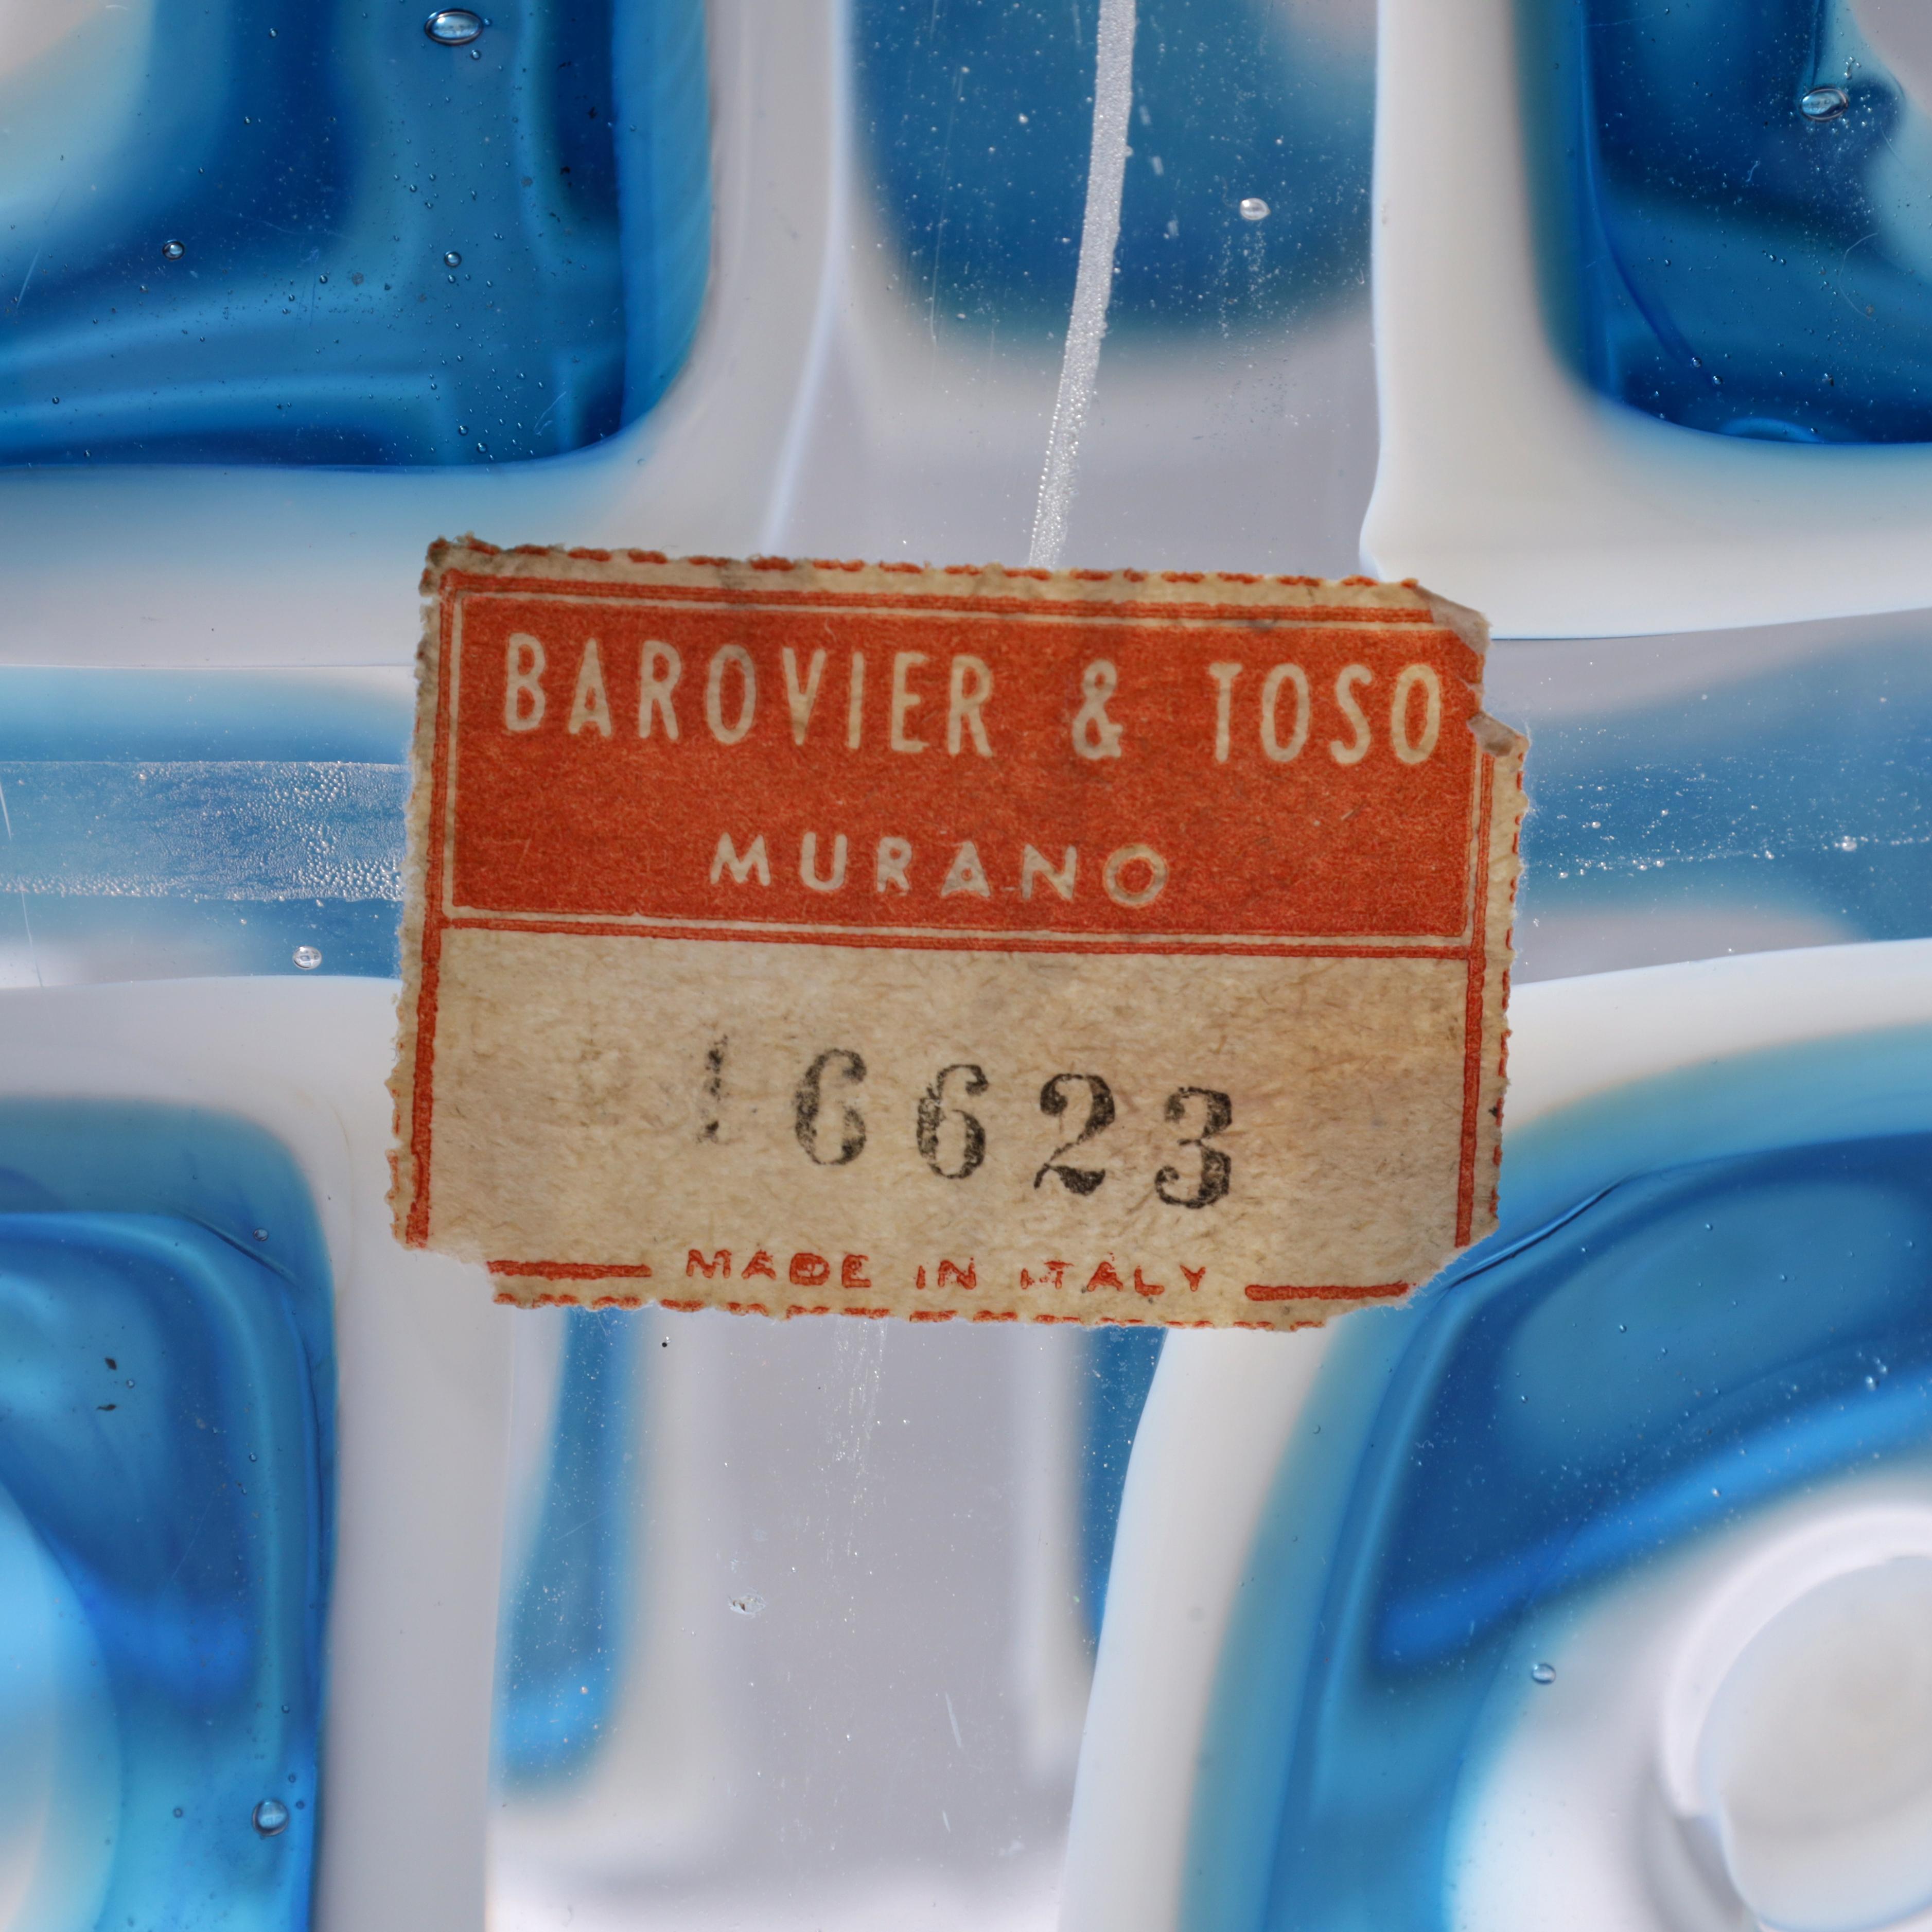 BAROVIER & TOSO
MURANO
16623
MADE IN ITALY